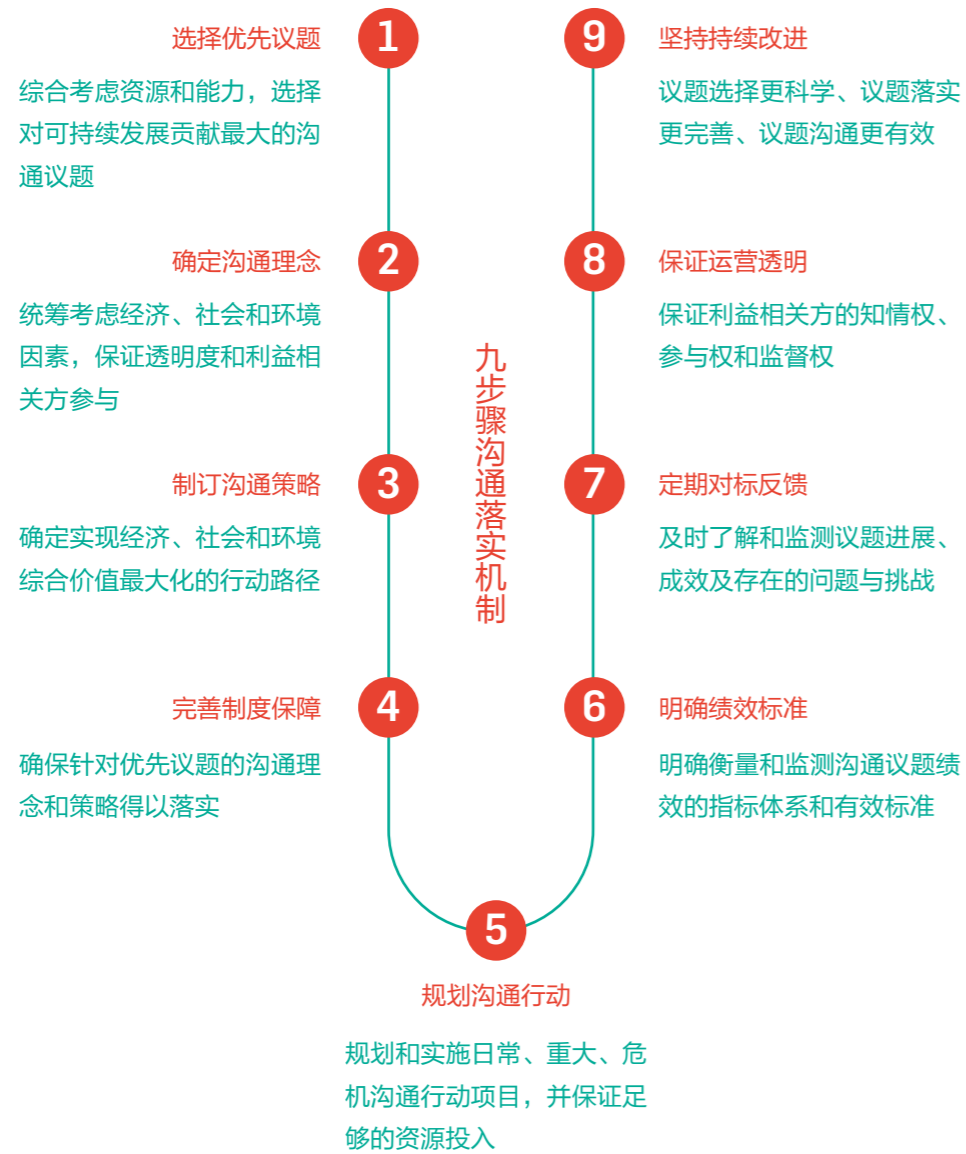 1
选择优先议题
综合考虑资源和能力，选择
对可持续发展贡献最大的沟
通议题
2
确定沟通理念
统筹考虑经济、社会和环境
因素，保证透明度和利益相
关方参与
3
制订沟通策略
确定实现经济、社会和环境
综合价值最大化的行动路径
4
完善制度保障
确保针对优先议题的沟通理
念和策略得以落实
九步骤沟通落实机制
5
规划沟通行动
规划和实施日常、重大、危
机沟通行动项目，并保证足
够的资源投入
6
明确绩效标准
明确衡量和监测沟通议题绩
效的指标体系和有效标准
7
定期对标反馈
及时了解和监测议题进展、
成效及存在的问题与挑战
8
保证运营透明
保证利益相关方的知情权、
参与权和监督权
9
坚持持续改进
议题选择更科学、议题落实
更完善、议题沟通更有效